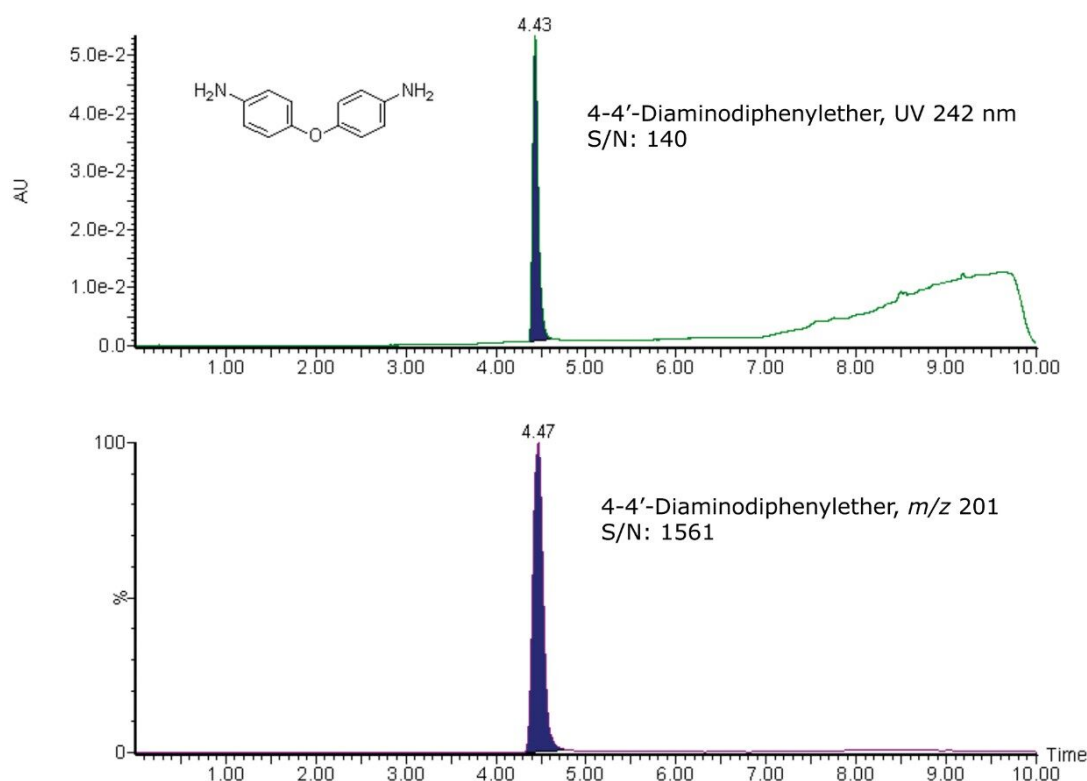 4.43
5.0e-2
H₂N
NH₂
4.0e-2
O
4-4′-Diaminodiphenylether, UV 242 nm
S/N: 140
3.0e-2
AU
2.0e-2
1.0e-2
0.0
1.00 2.00 3.00 4.00 5.00 6.00 7.00 8.00 9.00 10.00
4.47
100
4-4′-Diaminodiphenylether, m/z 201
S/N: 1561
%
0
Time
1.00 2.00 3.00 4.00 5.00 6.00 7.00 8.00 9.00 10.00